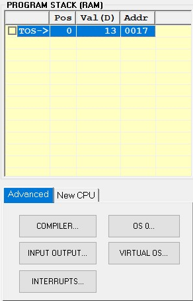 PROGRAM STACK (RAM)
Pos Val (D) Addr
TOS-> 0 13 0017
Advanced New CPU
COMPILER... OS 0...
INPUT OUTPUT... VIRTUAL OS...
INTERRUPTS...